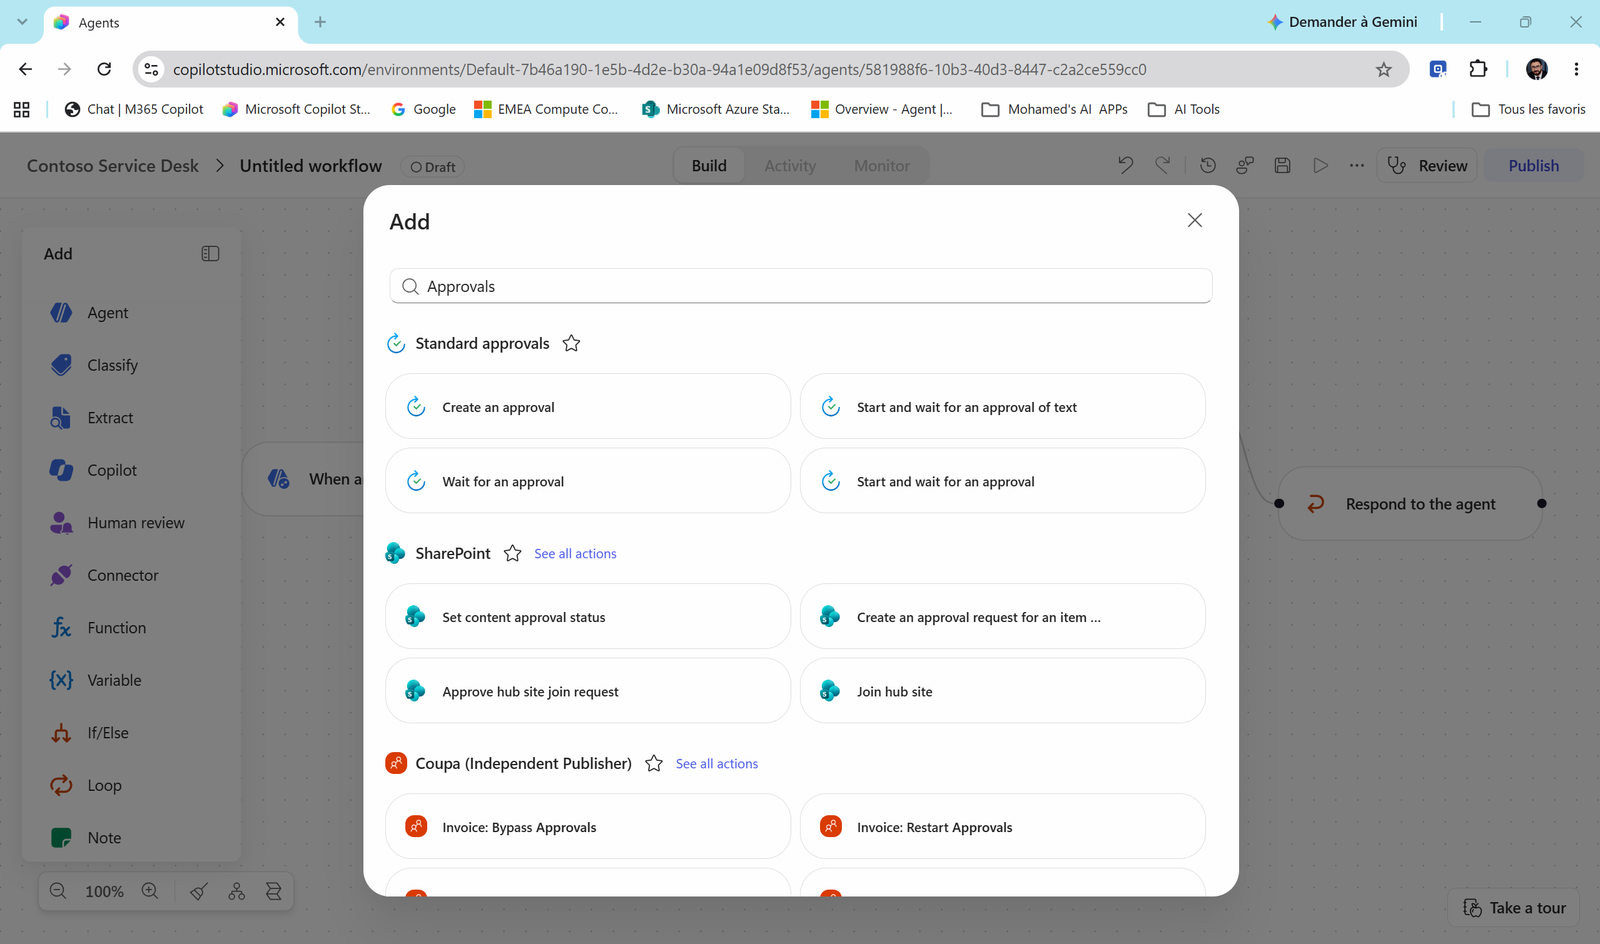 Agents
Demander à Gemini
copilotstudio.microsoft.com/environments/Default-7b46a190-1e5b-4d2e-b30a-94a1e09d8f53/agents/581988f6-10b3-40d3-8447-c2a2ce559cc0
Chat | M365 Copilot
Microsoft Copilot St...
Google
EMEA Compute Co...
Microsoft Azure Sta...
Overview - Agent |...
Mohamed's AI APPs
AI Tools
Tous les favoris
Contoso Service Desk > Untitled workflow
Draft
Build
Activity
Monitor
Review
Publish
Add
Agent
Classify
Extract
Copilot
Human review
Connector
Function
Variable
If/Else
Loop
Note
100%
When a
Add
Approvals
Standard approvals
Create an approval
Start and wait for an approval of text
Wait for an approval
Start and wait for an approval
SharePoint
See all actions
Set content approval status
Create an approval request for an item ...
Approve hub site join request
Join hub site
Coupa (Independent Publisher)
See all actions
Invoice: Bypass Approvals
Invoice: Restart Approvals
Respond to the agent
Take a tour